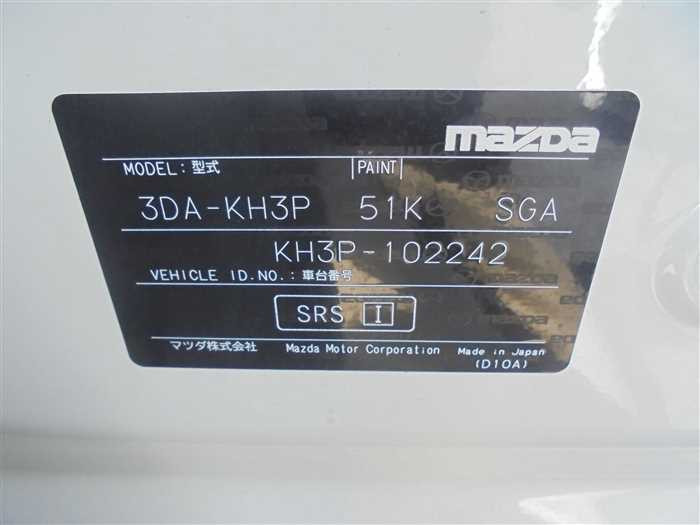 mazda
MODEL: 型式 PAINT
3DA-KH3P 51K SGA
KH3P-102242
VEHICLE ID.NO.: 車台番号
SRS I
マツダ株式会社 Mazda Motor Corporation Made in Japan
(D10A)